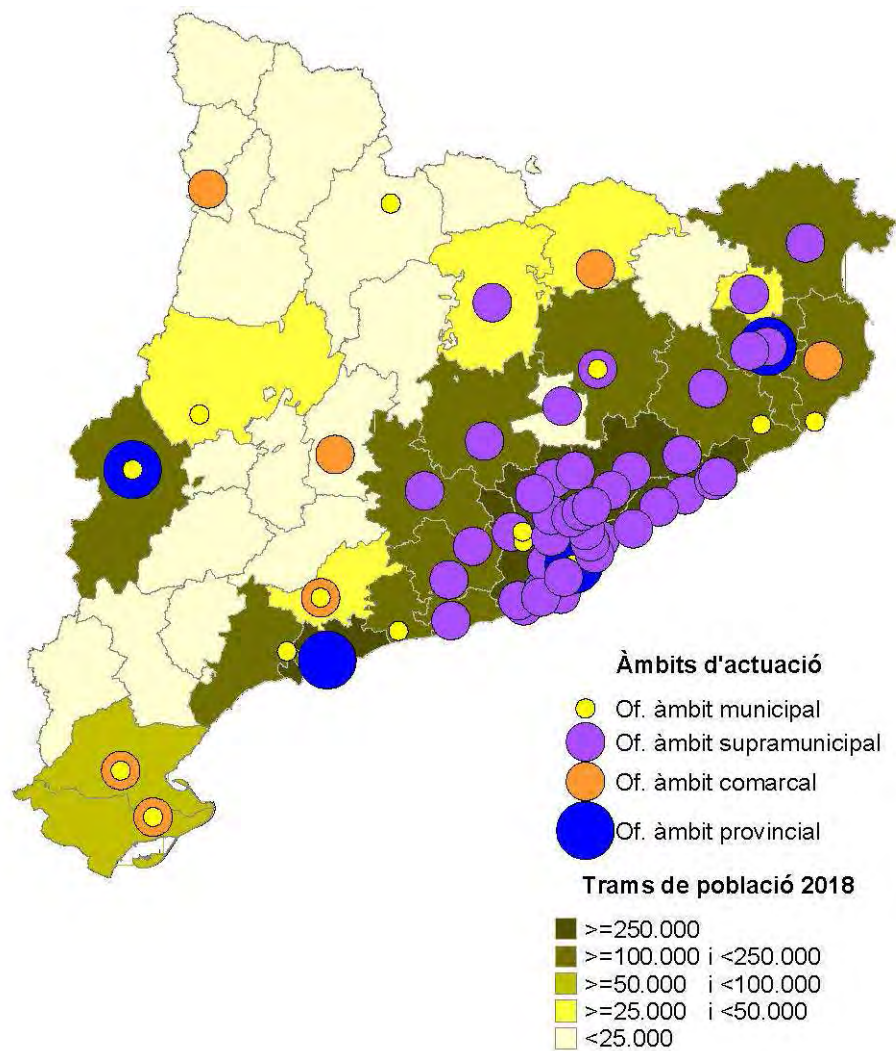 Àmbits d'actuació
Of. àmbit municipal
Of. àmbit supramunicipal
Of. àmbit comarcal
Of. àmbit provincial
Trams de població 2018
>=250.000
>=100.000 i <250.000
>=50.000 i <100.000
>=25.000 i <50.000
<25.000